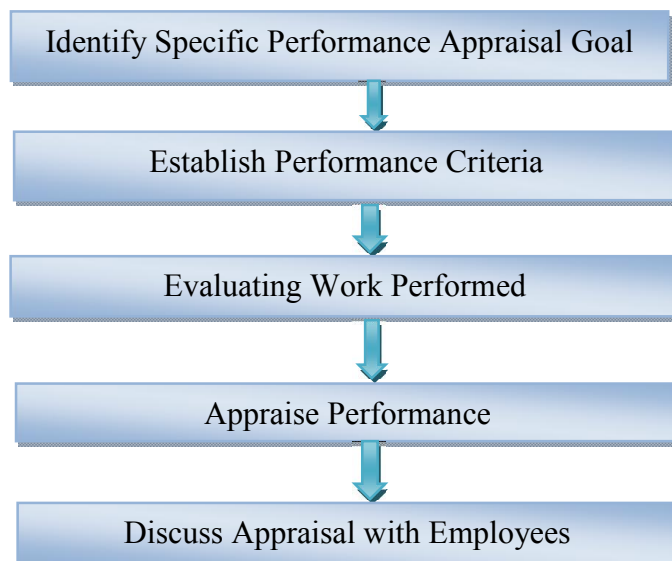 Identify Specific Performance Appraisal Goal
Establish Performance Criteria
Evaluating Work Performed
Appraise Performance
Discuss Appraisal with Employees